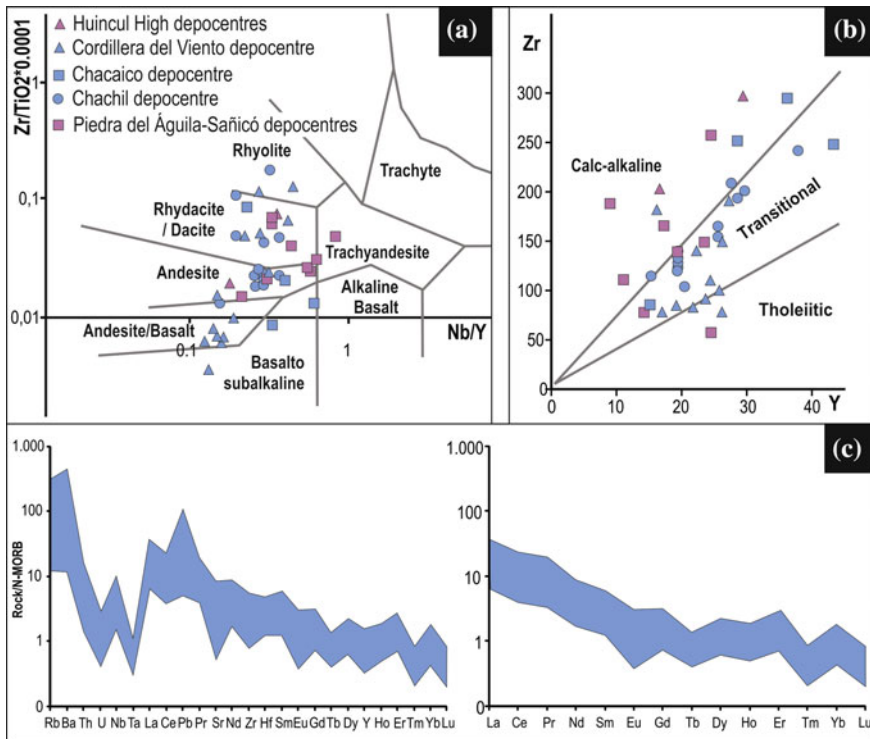 (a)
Zr/TiO2*0.0001
Huincul High depocentres
Cordillera del Viento depocentre
Chacaico depocentre
Chachil depocentre
Piedra del Águila-Sañicó depocentres
1
0,1
0,01
Rhyolite
Trachyte
Rhydacite
/ Dacite
Trachyandesite
Andesite
Alkaline
Basalt
Andesite/Basalt
Basalto
subalkaline
0.1
1
Nb/Y
(b)
Zr
300
250
200
150
100
50
0
Calc-alkaline
Transitional
Tholeiitic
0
10
20
30
40
Y
(c)
Rock/N-MORB
1.000
100
10
1
0
Rb Ba Th U Nb Ta La Ce Pb Pr Sr Nd Zr Hf Sm Eu Gd Tb Dy Y Ho Er Tm Yb Lu
1.000
100
10
1
0
La Ce Pr Nd Sm Eu Gd Tb Dy Ho Er Tm Yb Lu